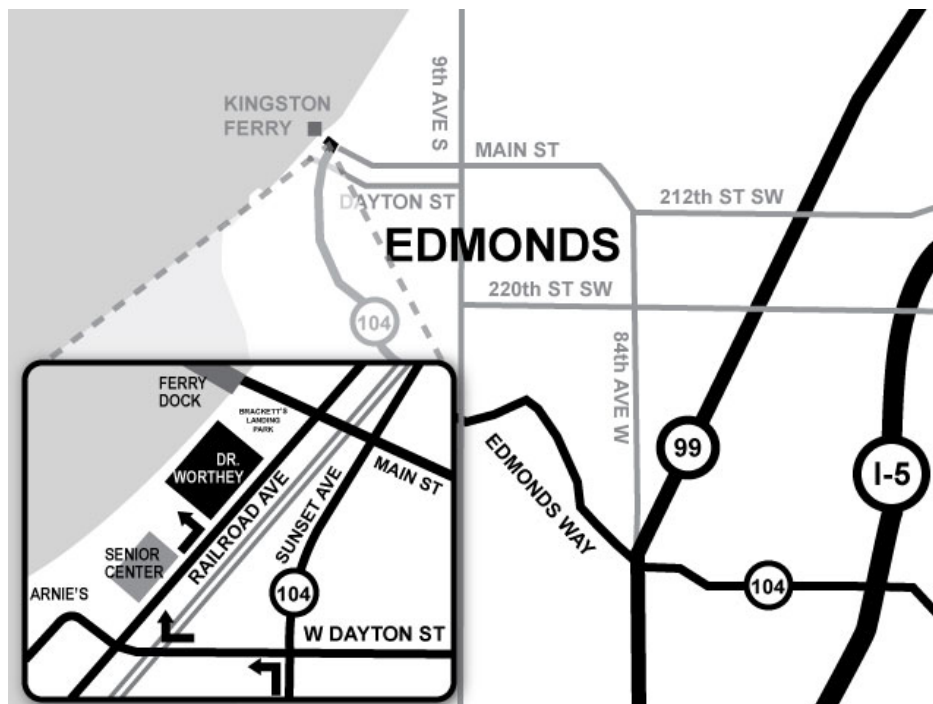 KINGSTON
FERRY
9th AVE S
MAIN ST
DAYTON ST
212th ST SW
EDMONDS
220th ST SW
104
84th AVE W
99
I-5
EDMONDS WAY
104
FERRY
DOCK
BRACKETT'S
LANDING
PARK
DR.
WORTHEY
MAIN ST
RAILROAD AVE
SUNSET AVE
SENIOR
CENTER
ARNIE'S
104
W DAYTON ST